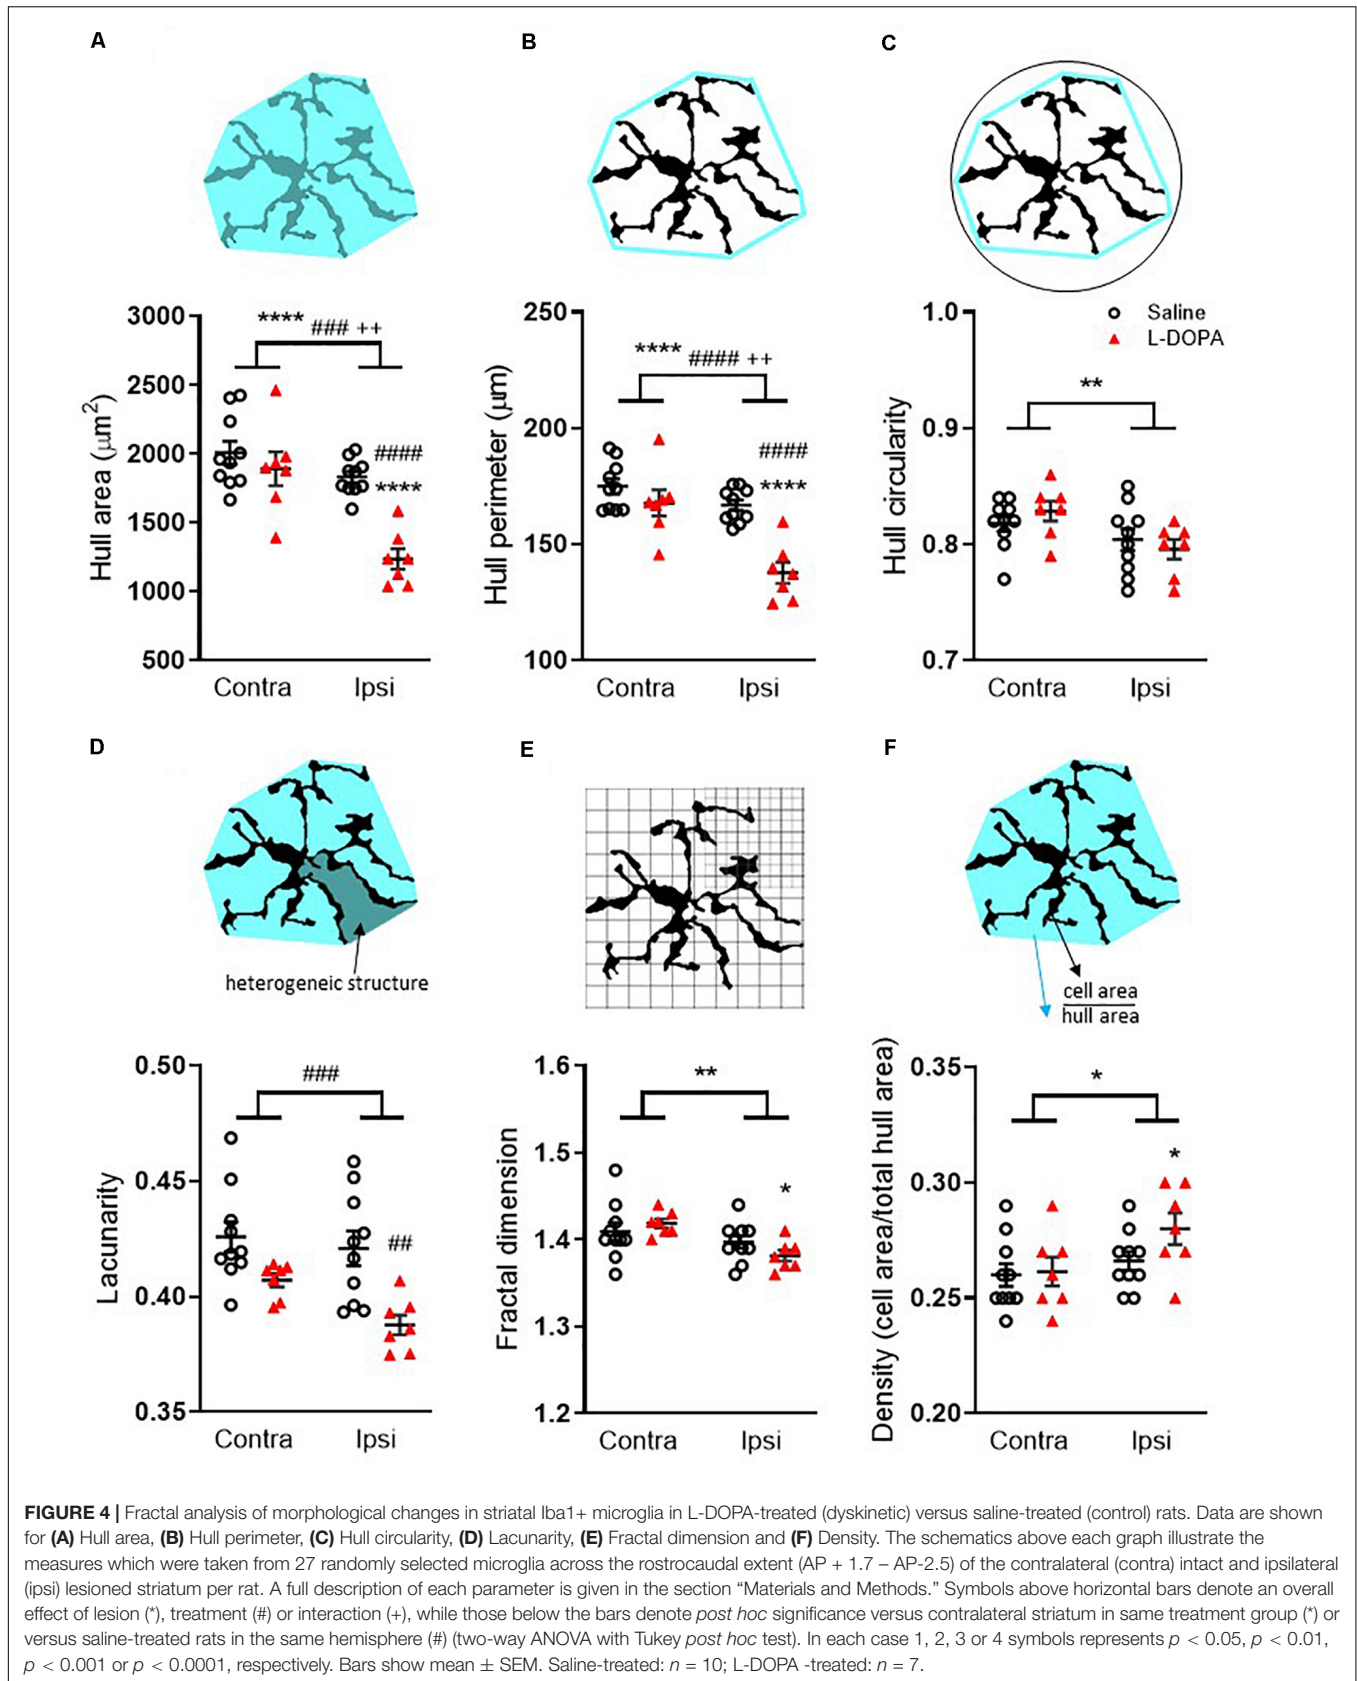 A
B
C
3000
2500
2000
1500
1000
500
Hull area (μm²)
**** ### ++
####
****
Contra Ipsi
250
200
150
100
Hull perimeter (μm)
**** #### ++
####
****
Contra Ipsi
1.0
0.9
0.8
0.7
Hull circularity
Saline
L-DOPA
**
Contra Ipsi
D
E
F
heterogeneic structure
cell area
hull area
0.50
0.45
0.40
0.35
Lacunarity
###
##
Contra Ipsi
1.6
1.5
1.4
1.3
1.2
Fractal dimension
**
*
Contra Ipsi
0.35
0.30
0.25
0.20
Density (cell area/total hull area)
*
*
Contra Ipsi
FIGURE 4 | Fractal analysis of morphological changes in striatal Iba1+ microglia in L-DOPA-treated (dyskinetic) versus saline-treated (control) rats. Data are shown
for (A) Hull area, (B) Hull perimeter, (C) Hull circularity, (D) Lacunarity, (E) Fractal dimension and (F) Density. The schematics above each graph illustrate the
measures which were taken from 27 randomly selected microglia across the rostrocaudal extent (AP + 1.7 – AP-2.5) of the contralateral (contra) intact and ipsilateral
(ipsi) lesioned striatum per rat. A full description of each parameter is given in the section “Materials and Methods.” Symbols above horizontal bars denote an overall
effect of lesion (*), treatment (#) or interaction (+), while those below the bars denote post hoc significance versus contralateral striatum in same treatment group (*) or
versus saline-treated rats in the same hemisphere (#) (two-way ANOVA with Tukey post hoc test). In each case 1, 2, 3 or 4 symbols represents p < 0.05, p < 0.01,
p < 0.001 or p < 0.0001, respectively. Bars show mean ± SEM. Saline-treated: n = 10; L-DOPA -treated: n = 7.